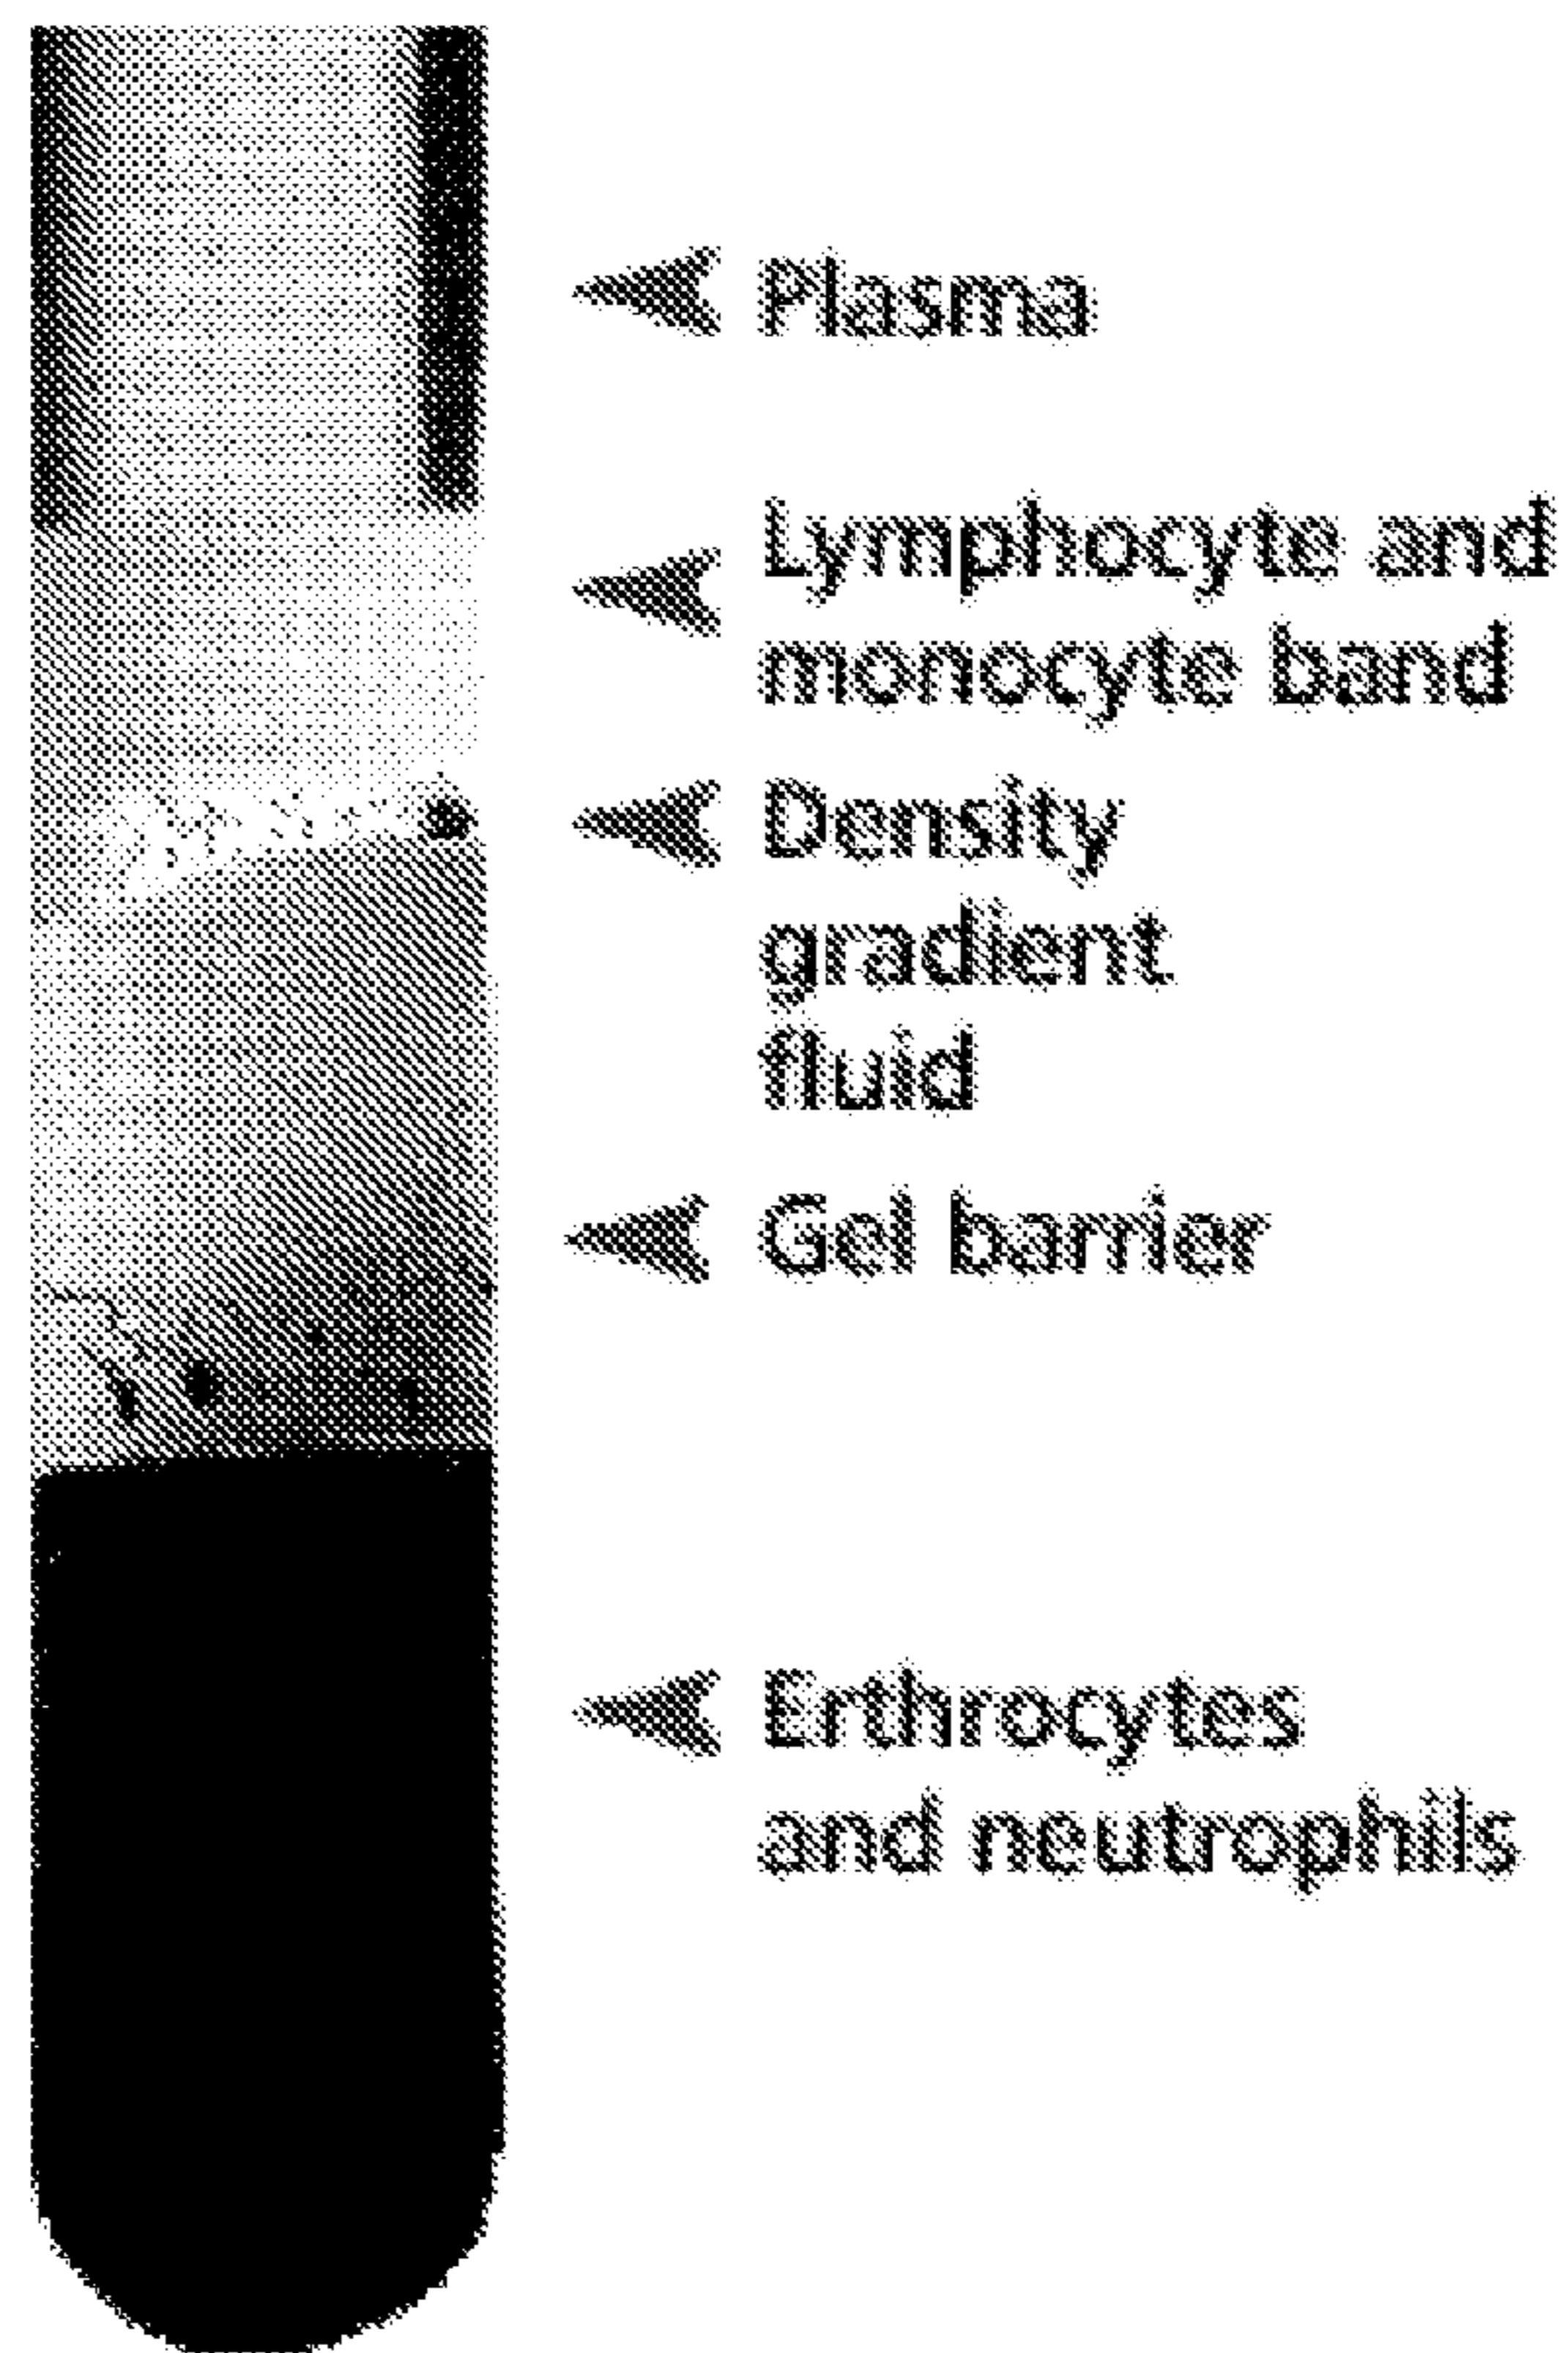 Plasma
Lymphocyte and
monocyte band
Density
gradient
fluid
Gel barrier
Erthrocytes
and neutrophils